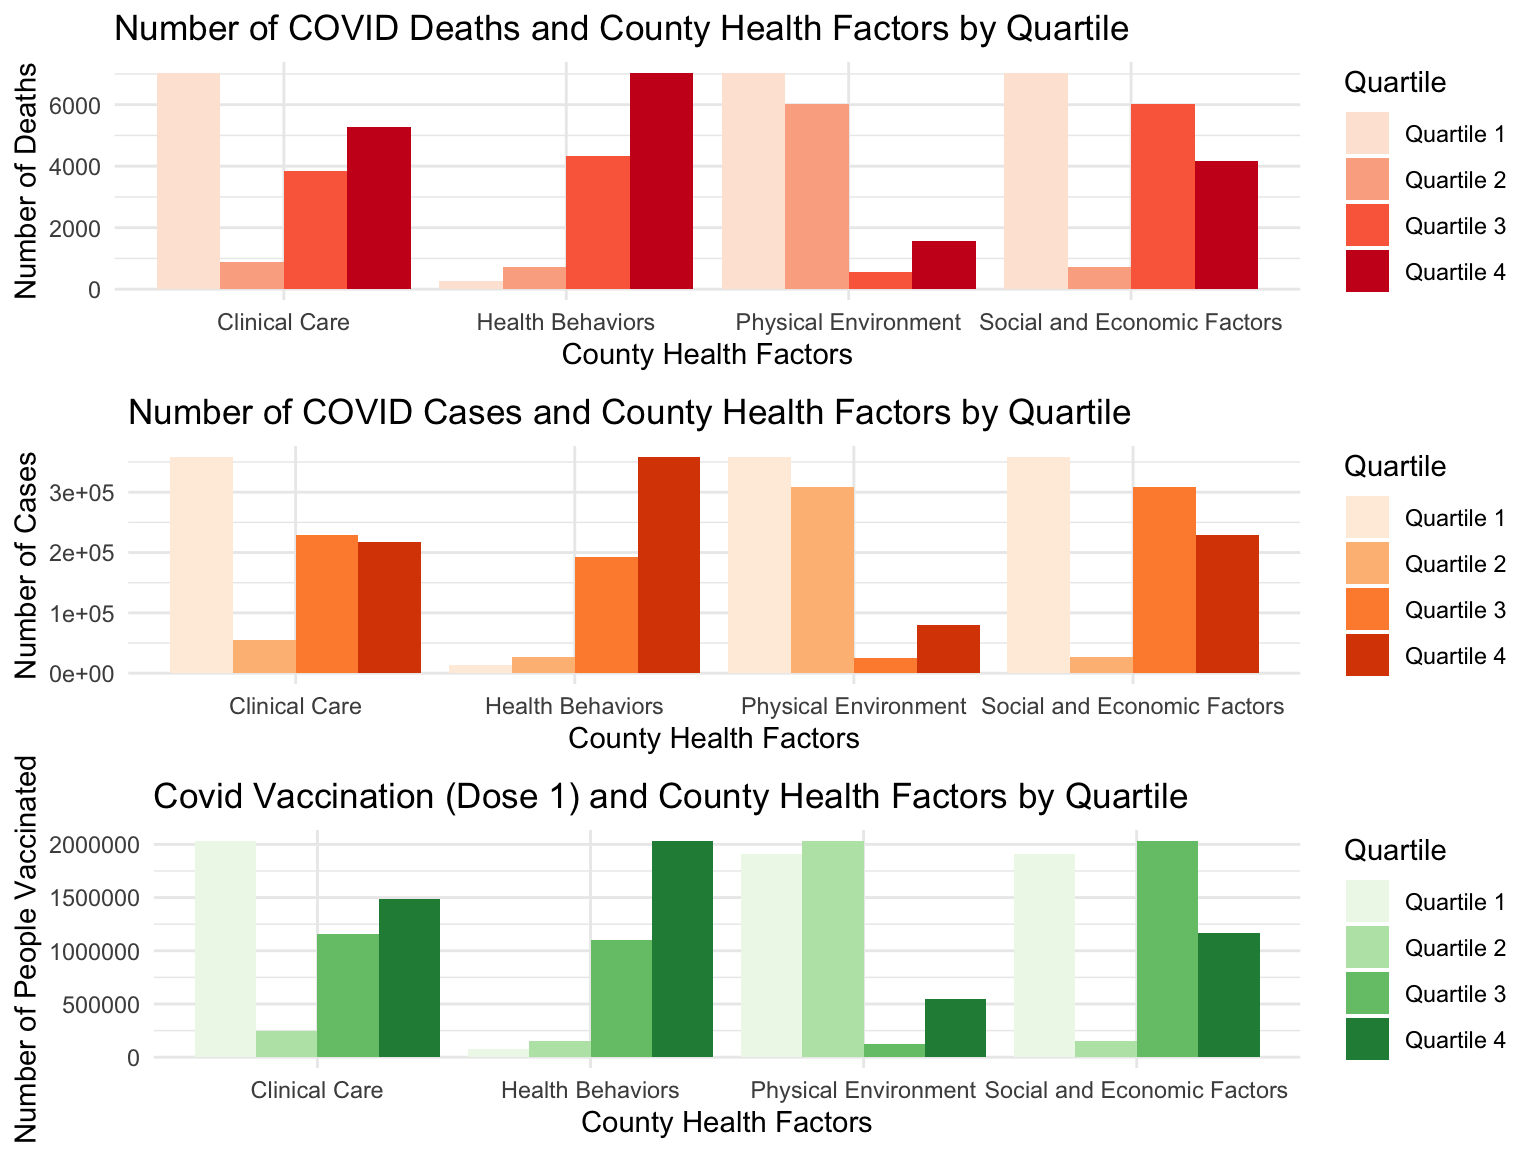 Number of COVID Deaths and County Health Factors by Quartile
Number of Deaths
6000
4000
2000
0
Clinical Care
Health Behaviors
Physical Environment
Social and Economic Factors
County Health Factors
Quartile
Quartile 1
Quartile 2
Quartile 3
Quartile 4
Number of COVID Cases and County Health Factors by Quartile
Number of Cases
3e+05
2e+05
1e+05
0e+00
Clinical Care
Health Behaviors
Physical Environment
Social and Economic Factors
County Health Factors
Quartile
Quartile 1
Quartile 2
Quartile 3
Quartile 4
Covid Vaccination (Dose 1) and County Health Factors by Quartile
Number of People Vaccinated
2000000
1500000
1000000
500000
0
Clinical Care
Health Behaviors
Physical Environment
Social and Economic Factors
County Health Factors
Quartile
Quartile 1
Quartile 2
Quartile 3
Quartile 4